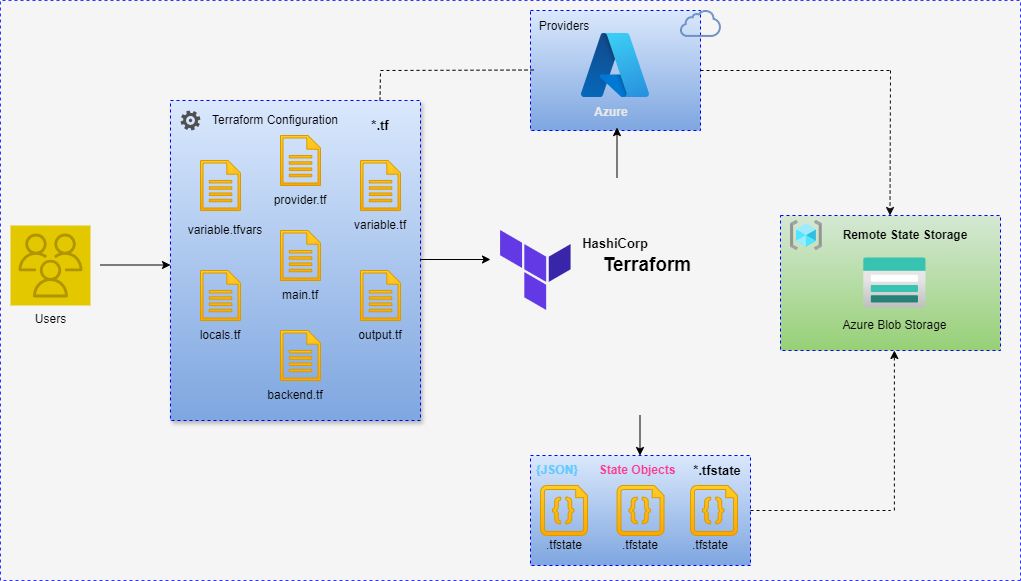 Providers
Azure
Terraform Configuration
*.tf
provider.tf
variable.tfvars
variable.tf
main.tf
locals.tf
output.tf
backend.tf
Users
HashiCorp
Terraform
Remote State Storage
Azure Blob Storage
{JSON}
State Objects
*.tfstate
{}
{}
{}
.tfstate
.tfstate
.tfstate